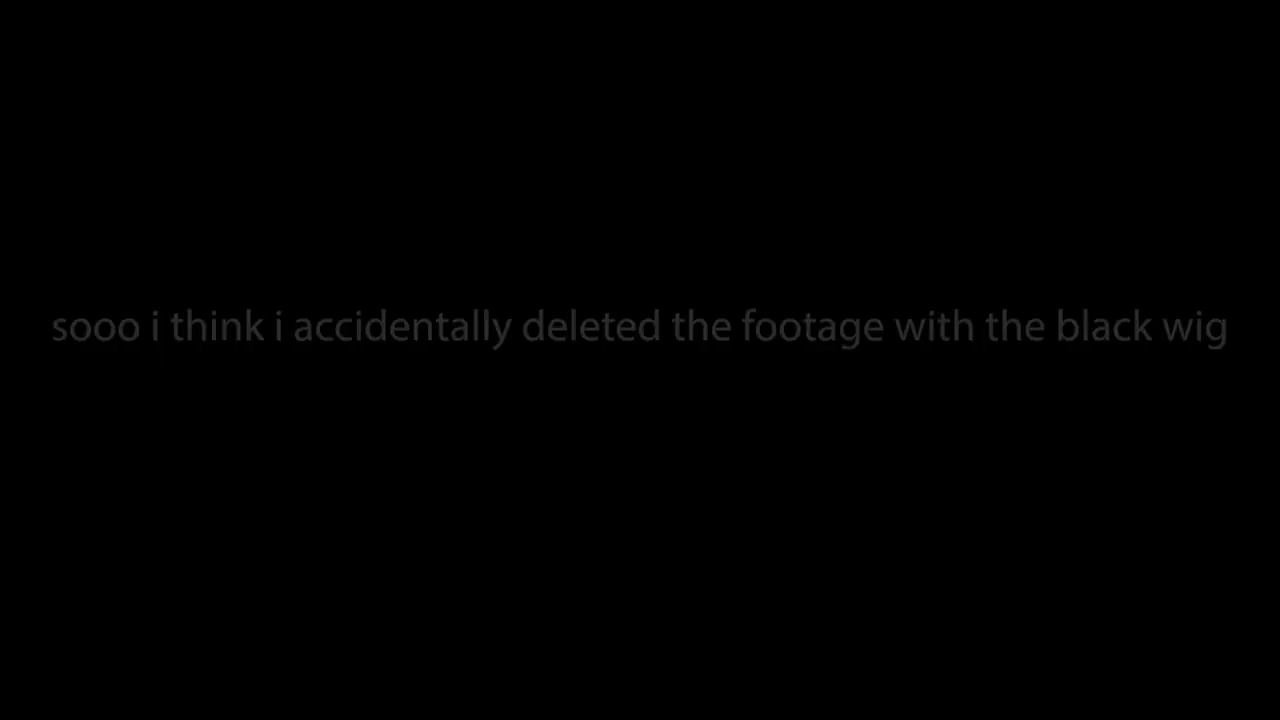 sooo i think i accidentally deleted the footage with the black wig